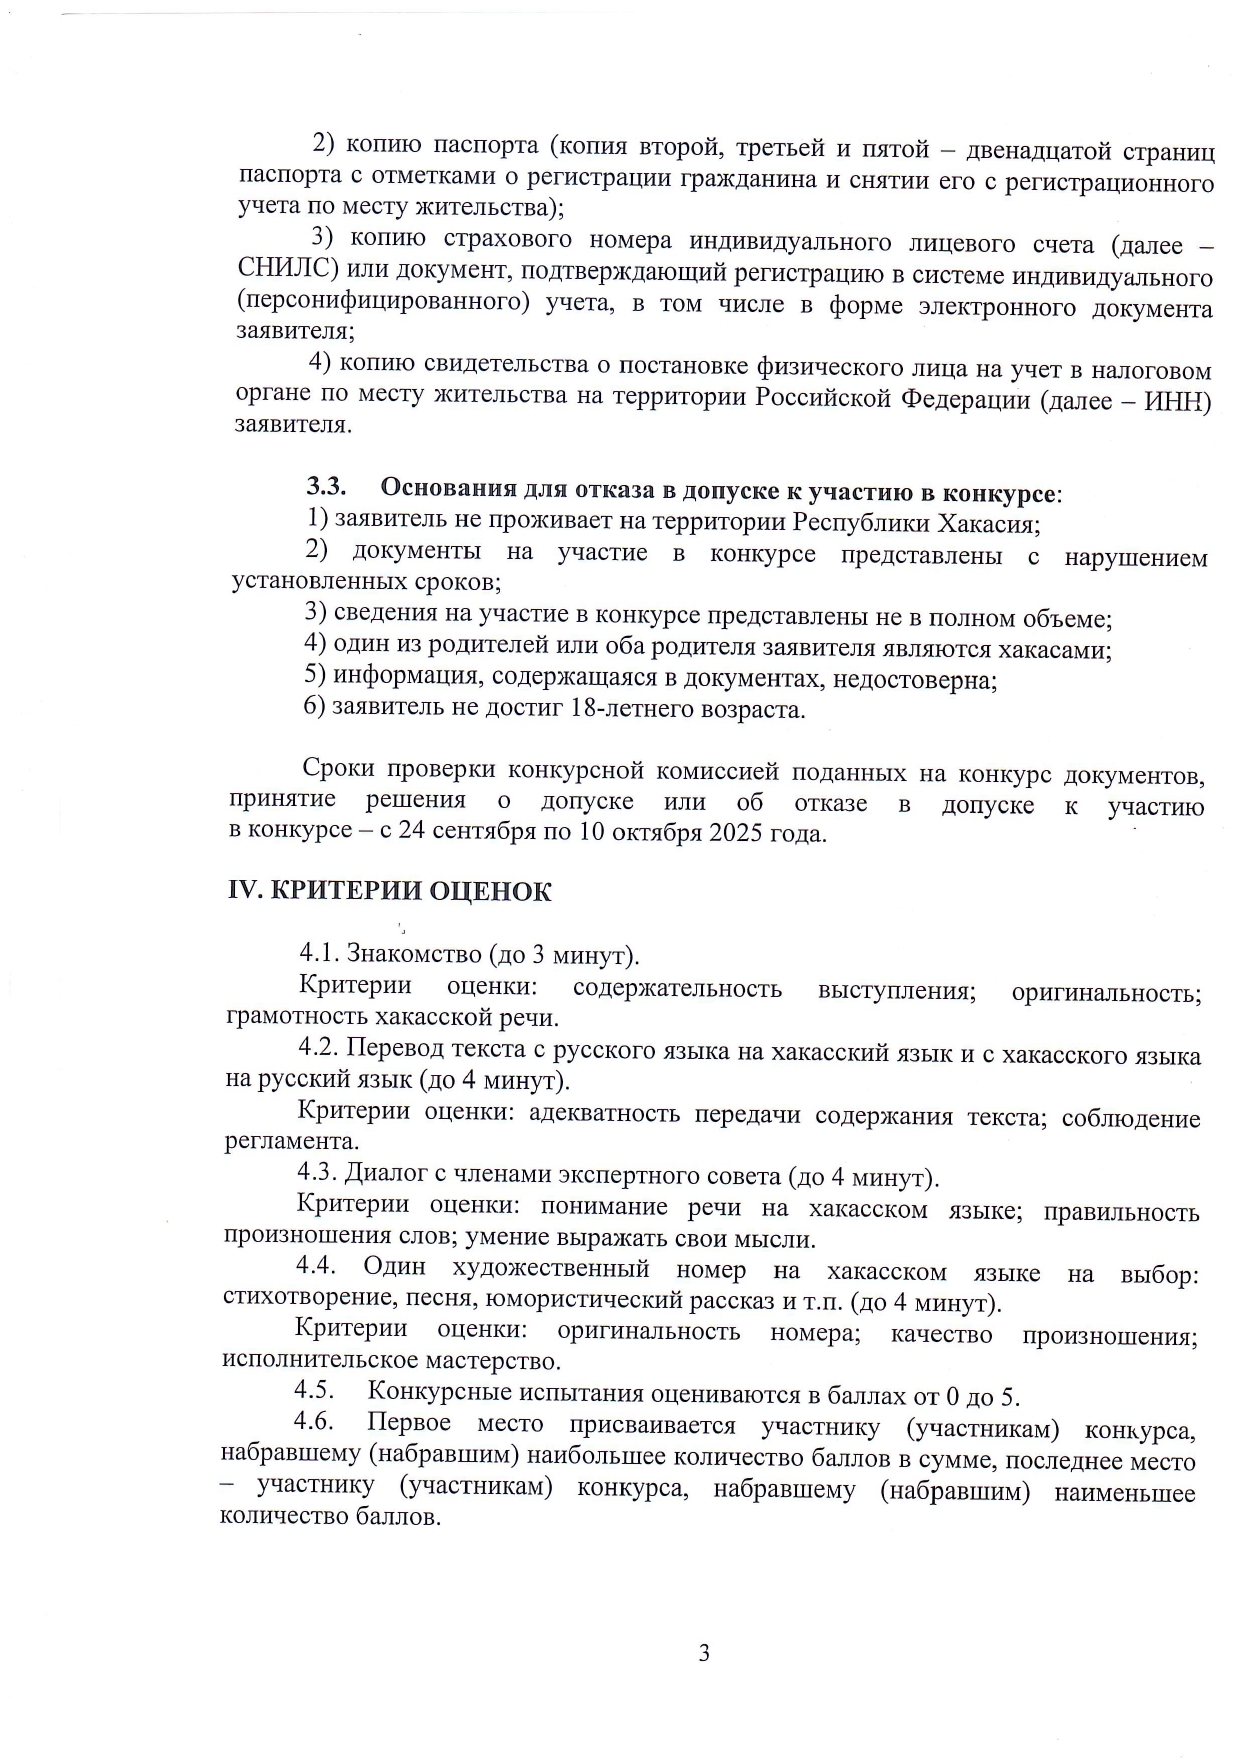 2) копию паспорта (копия второй, третьей и пятой – двенадцатой страниц
паспорта с отметками о регистрации гражданина и снятии его с регистрационного
учета по месту жительства);
3) копию страхового номера индивидуального лицевого счета (далее –
СНИЛС) или документ, подтверждающий регистрацию в системе индивидуального
(персонифицированного) учета, в том числе в форме электронного документа
заявителя;
4) копию свидетельства о постановке физического лица на учет в налоговом
органе по месту жительства на территории Российской Федерации (далее – ИНН)
заявителя.
3.3. Основания для отказа в допуске к участию в конкурсе:
1) заявитель не проживает на территории Республики Хакасия;
2) документы на участие в конкурсе представлены с нарушением
установленных сроков;
3) сведения на участие в конкурсе представлены не в полном объеме;
4) один из родителей или оба родителя заявителя являются хакасами;
5) информация, содержащаяся в документах, недостоверна;
6) заявитель не достиг 18-летнего возраста.
Сроки проверки конкурсной комиссией поданных на конкурс документов,
принятие решения о допуске или об отказе в допуске к участию
в конкурсе – с 24 сентября по 10 октября 2025 года.
IV. КРИТЕРИИ ОЦЕНОК
4.1. Знакомство (до 3 минут).
Критерии оценки: содержательность выступления; оригинальность;
грамотность хакасской речи.
4.2. Перевод текста с русского языка на хакасский язык и с хакасского языка
на русский язык (до 4 минут).
Критерии оценки: адекватность передачи содержания текста; соблюдение
регламента.
4.3. Диалог с членами экспертного совета (до 4 минут).
Критерии оценки: понимание речи на хакасском языке; правильность
произношения слов; умение выражать свои мысли.
4.4. Один художественный номер на хакасском языке на выбор:
стихотворение, песня, юмористический рассказ и т.п. (до 4 минут).
Критерии оценки: оригинальность номера; качество произношения;
исполнительское мастерство.
4.5. Конкурсные испытания оцениваются в баллах от 0 до 5.
4.6. Первое место присваивается участнику (участникам) конкурса,
набравшему (набравшим) наибольшее количество баллов в сумме, последнее место
– участнику (участникам) конкурса, набравшему (набравшим) наименьшее
количество баллов.
3